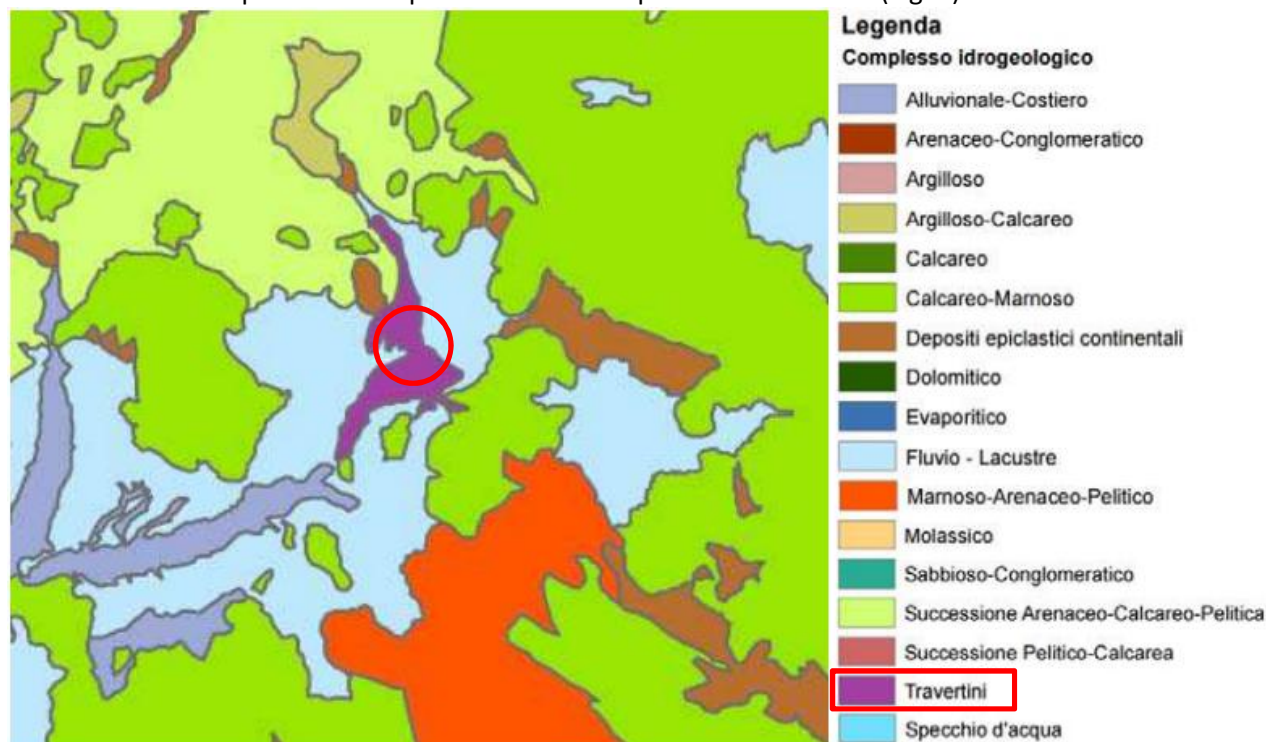 Legenda
Complesso idrogeologico
Alluvionale-Costiero
Arenaceo-Conglomeratico
Argilloso
Argilloso-Calcareo
Calcareo
Calcareo-Marnoso
Depositi epiclastici continentali
Dolomitico
Evaporitico
Fluvio - Lacustre
Marnoso-Arenaceo-Pelitico
Molassico
Sabbioso-Conglomeratico
Successione Arenaceo-Calcareo-Pelitica
Successione Pelitico-Calcarea
Travertini
Specchio d'acqua